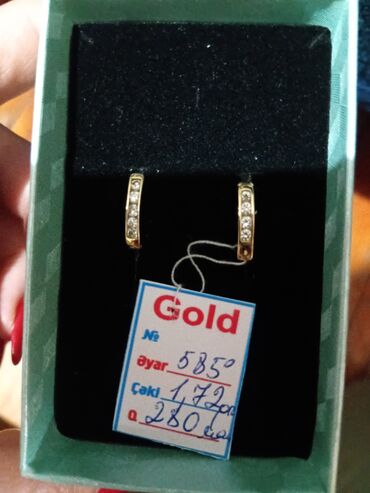 Gold
№
Əyar 585°
Çəki 1,72
Q 280